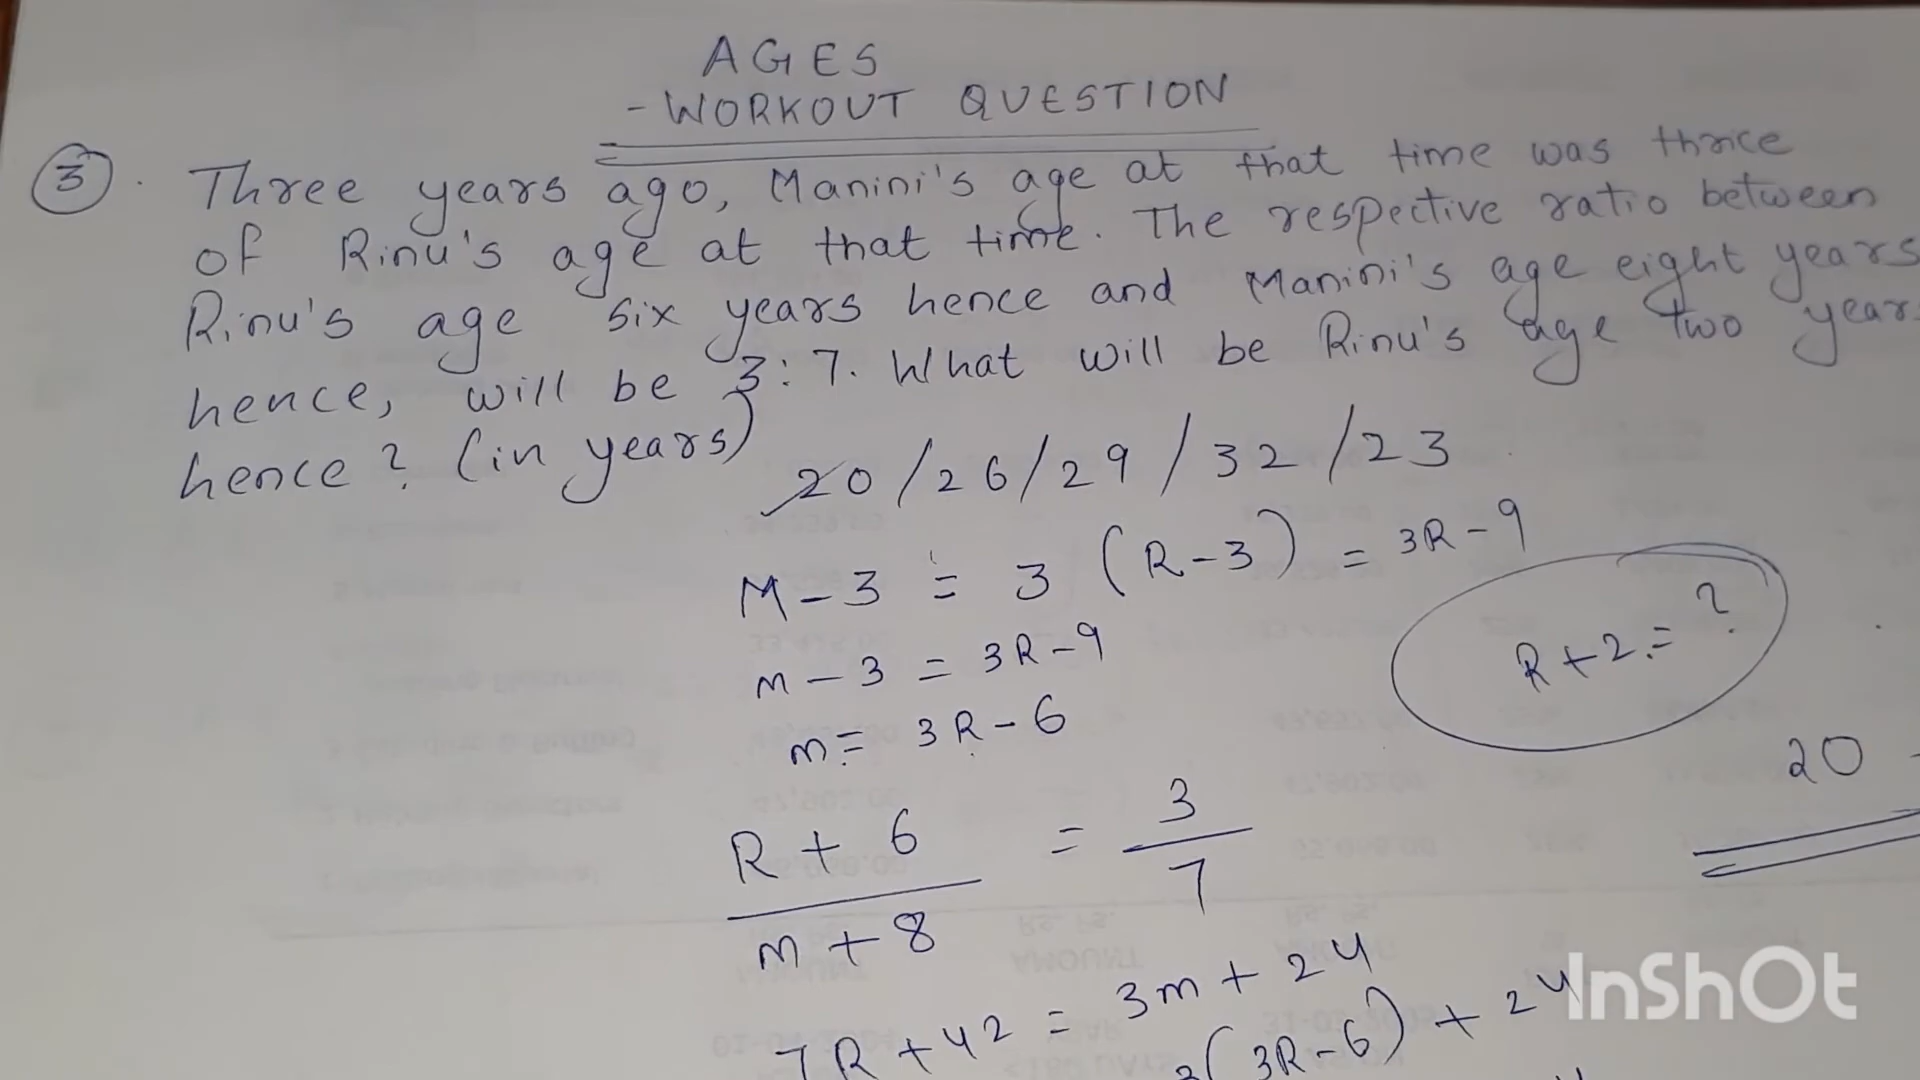 AGES
- WORKOUT QUESTION
3. Three years ago, Manini's age at that time was thrice
of Rinu's age at that time. The respective ratio between
Rinu's age six years hence and Manini's age eight years
hence, will be 3:7. What will be Rinu's age two years
hence? (in years)
20/26/29/32/23
M-3 = 3(R-3) = 3R-9
m-3 = 3R-9
m = 3R-6
R+2 = ?
20
R+6 = 3
m+8 7
7R+42 = 3m+24
3(3R-6)+24
InShOt